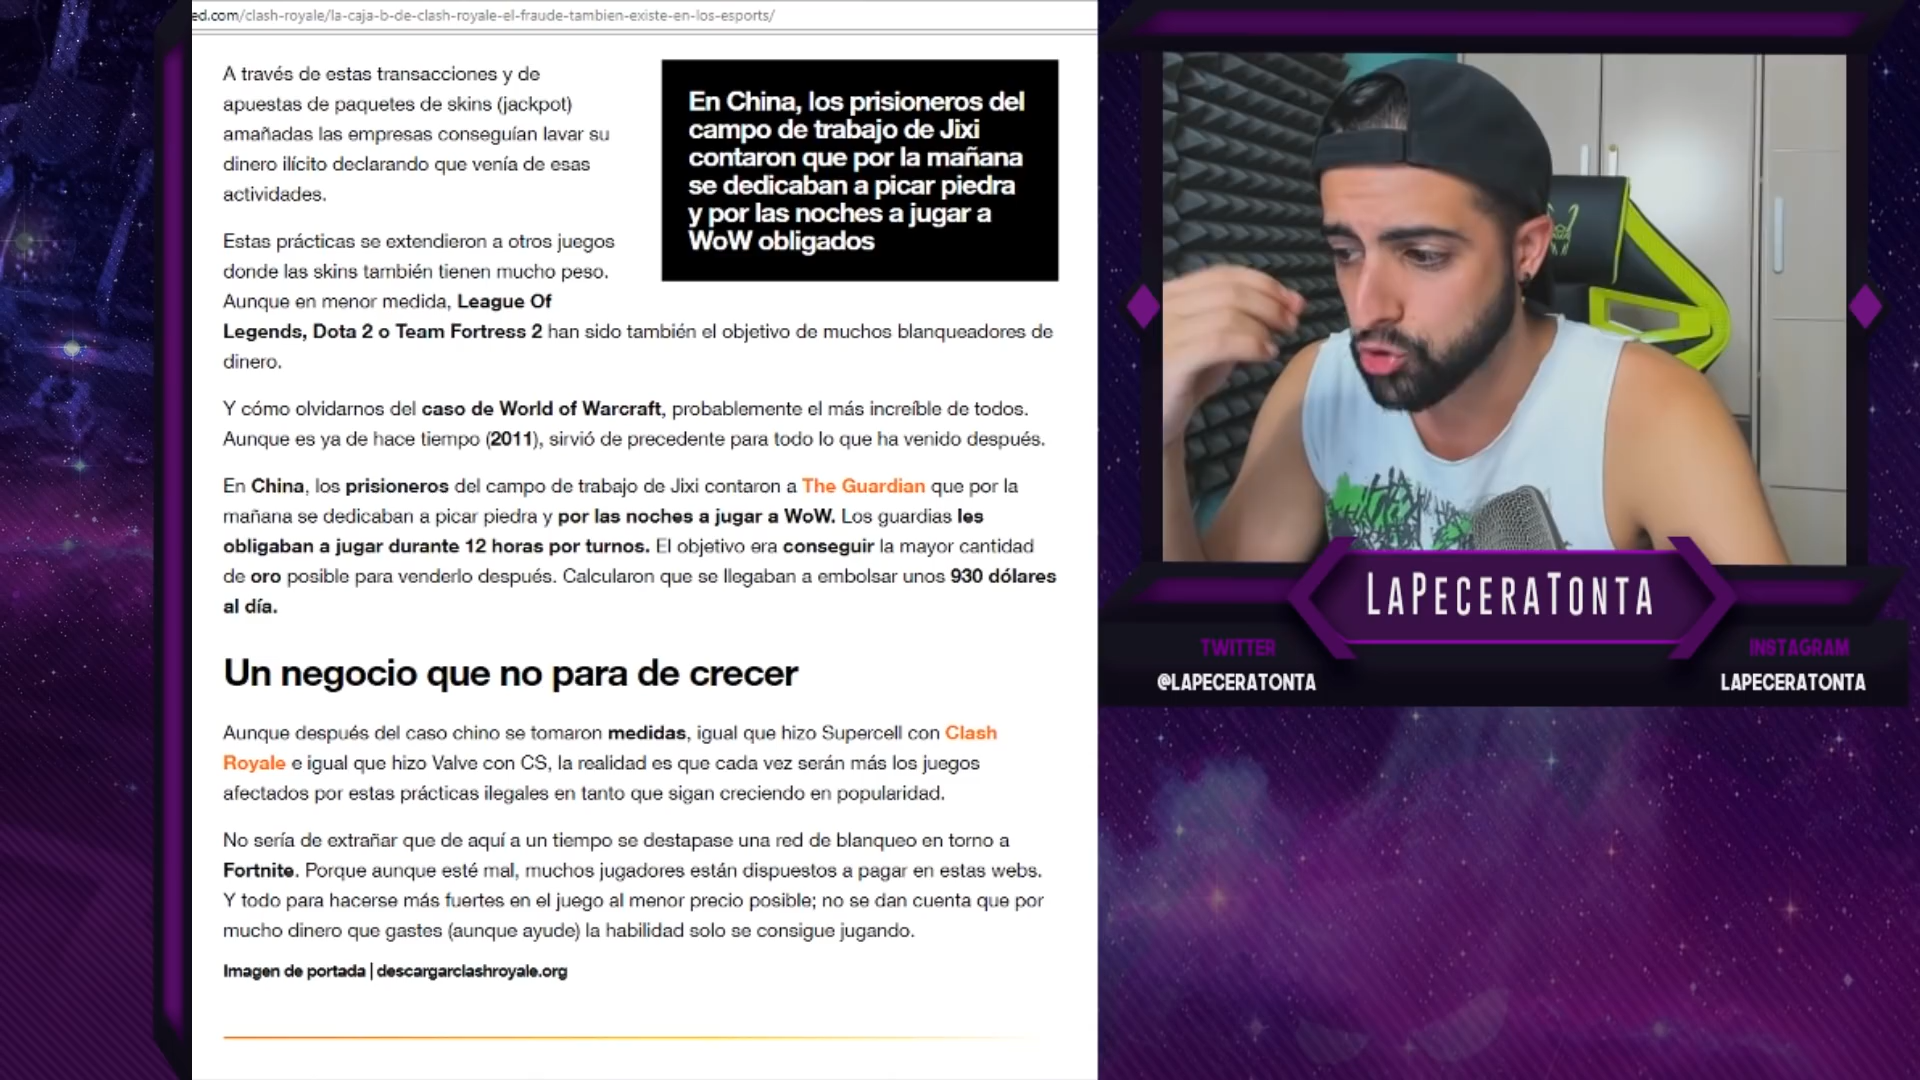 ed.com/clash-royale/la-caja-b-de-clash-royale-el-fraude-tambien-existe-en-los-esports/
A través de estas transacciones y de
apuestas de paquetes de skins (jackpot)
amañadas las empresas conseguían lavar su
dinero ilícito declarando que venía de esas
actividades.
En China, los prisioneros del
campo de trabajo de Jixi
contaron que por la mañana
se dedicaban a picar piedra
y por las noches a jugar a
WoW obligados
Estas prácticas se extendieron a otros juegos
donde las skins también tienen mucho peso.
Aunque en menor medida, League Of
Legends, Dota 2 o Team Fortress 2 han sido también el objetivo de muchos blanqueadores de
dinero.
Y cómo olvidarnos del caso de World of Warcraft, probablemente el más increíble de todos.
Aunque es ya de hace tiempo (2011), sirvió de precedente para todo lo que ha venido después.
En China, los prisioneros del campo de trabajo de Jixi contaron a The Guardian que por la
mañana se dedicaban a picar piedra y por las noches a jugar a WoW. Los guardias les
obligaban a jugar durante 12 horas por turnos. El objetivo era conseguir la mayor cantidad
de oro posible para venderlo después. Calcularon que se llegaban a embolsar unos 930 dólares
al día.
Un negocio que no para de crecer
Aunque después del caso chino se tomaron medidas, igual que hizo Supercell con Clash
Royale e igual que hizo Valve con CS, la realidad es que cada vez serán más los juegos
afectados por estas prácticas ilegales en tanto que sigan creciendo en popularidad.
No sería de extrañar que de aquí a un tiempo se destapase una red de blanqueo en torno a
Fortnite. Porque aunque esté mal, muchos jugadores están dispuestos a pagar en estas webs.
Y todo para hacerse más fuertes en el juego al menor precio posible; no se dan cuenta que por
mucho dinero que gastes (aunque ayude) la habilidad solo se consigue jugando.
Imagen de portada | descargarclashroyale.org
LAPECERATONTA
TWITTER
@LAPECERATONTA
INSTAGRAM
LAPECERATONTA